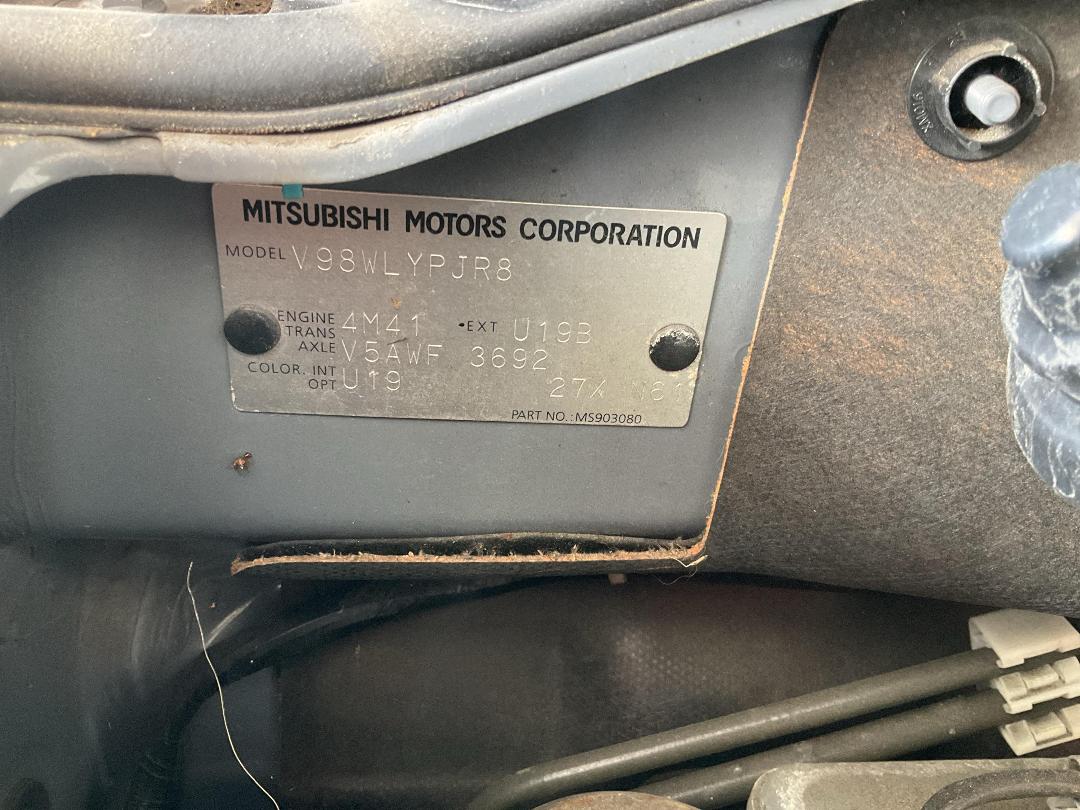 MITSUBISHI MOTORS CORPORATION
MODEL V98WLYPJR8
ENGINE 4M41 •EXT U19B
TRANS
AXLE V5AWF 3692
COLOR. INT U19
OPT 27X
PART NO.: MS903080